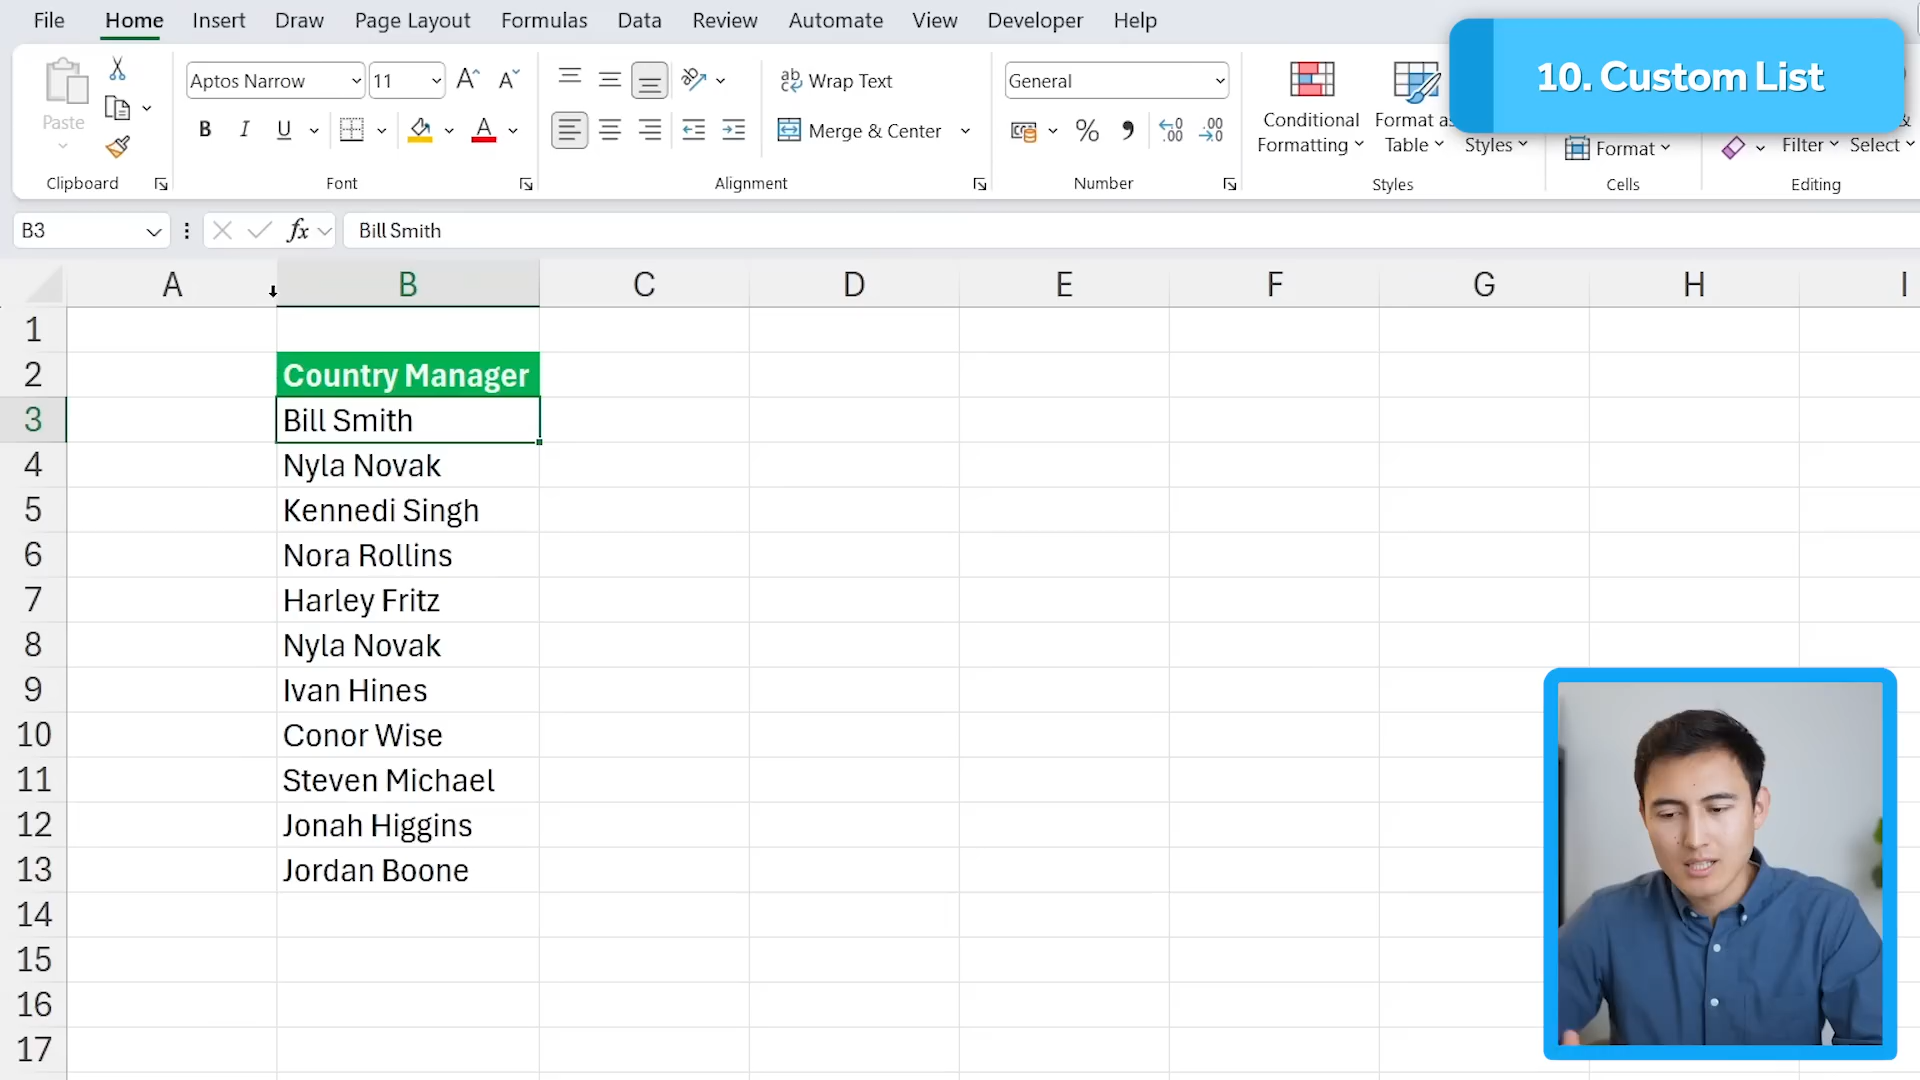 File Home Insert Draw Page Layout Formulas Data Review Automate View Developer Help
10. Custom List
Aptos Narrow 11 Wrap Text General
Paste Conditional Format as
B I U A Merge & Center % Formatting Table Styles Format Filter Select
Clipboard Font Alignment Number Styles Cells Editing
B3 fx Bill Smith
A B C D E F G H I
1
2 Country Manager
3 Bill Smith
4 Nyla Novak
5 Kennedi Singh
6 Nora Rollins
7 Harley Fritz
8 Nyla Novak
9 Ivan Hines
10 Conor Wise
11 Steven Michael
12 Jonah Higgins
13 Jordan Boone
14
15
16
17